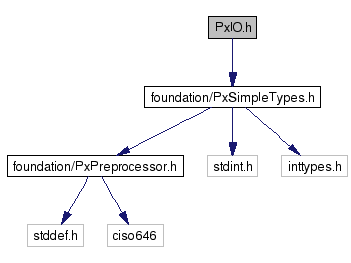 PxIO.h
foundation/PxSimpleTypes.h
foundation/PxPreprocessor.h
stdint.h
inttypes.h
stddef.h
ciso646